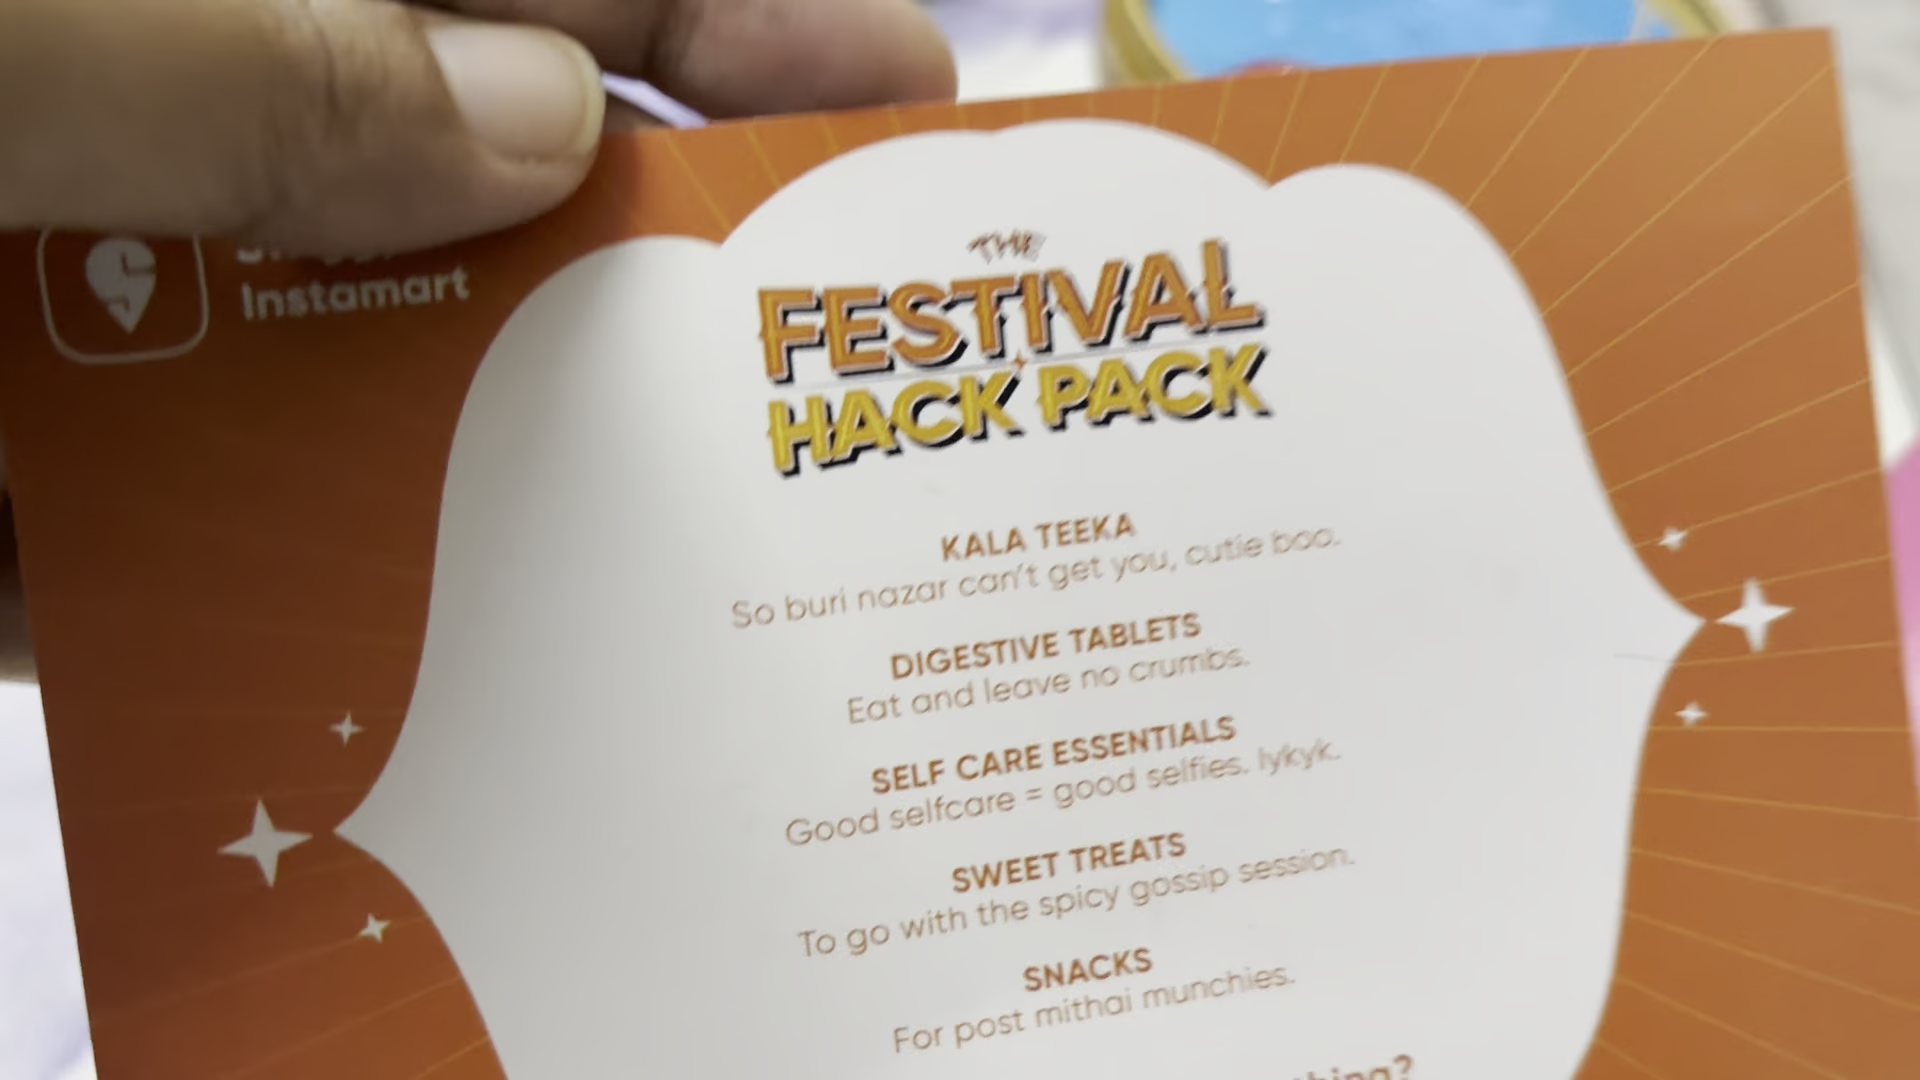 Instamart
THE
FESTIVAL
HACK PACK
KALA TEEKA
So buri nazar can't get you, cutie boo.
DIGESTIVE TABLETS
Eat and leave no crumbs.
SELF CARE ESSENTIALS
Good selfcare = good selfies. Iykyk.
SWEET TREATS
To go with the spicy gossip session.
SNACKS
For post mithai munchies.